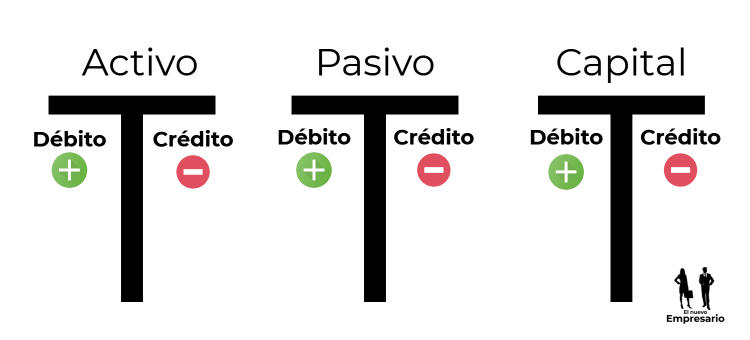 Activo Pasivo Capital
Débito Crédito Débito Crédito Débito Crédito
+ − + − + −
El nuevo
Empresario